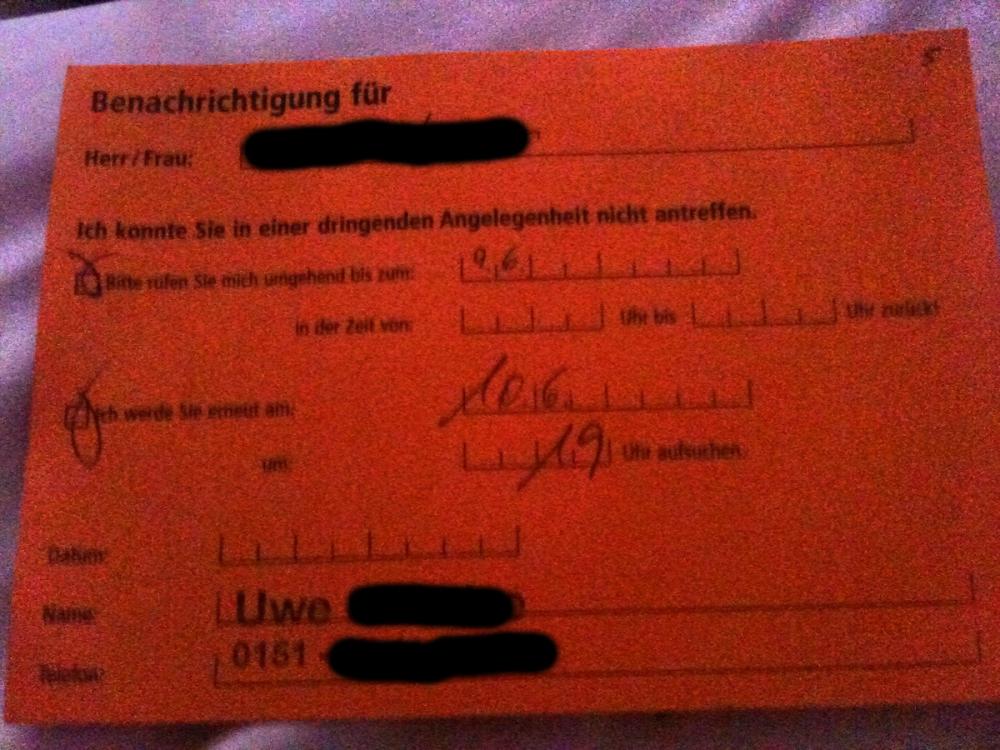 Benachrichtigung für
Herr/Frau:
Ich konnte Sie in einer dringenden Angelegenheit nicht antreffen.
Bitte rufen Sie mich umgehend bis zum: 9.6.
in der Zeit von: Uhr bis Uhr zurück!
Ich werde Sie erneut am: 10.6.
um: 19 Uhr aufsuchen.
Datum:
Name: Uwe
Telefon: 0151